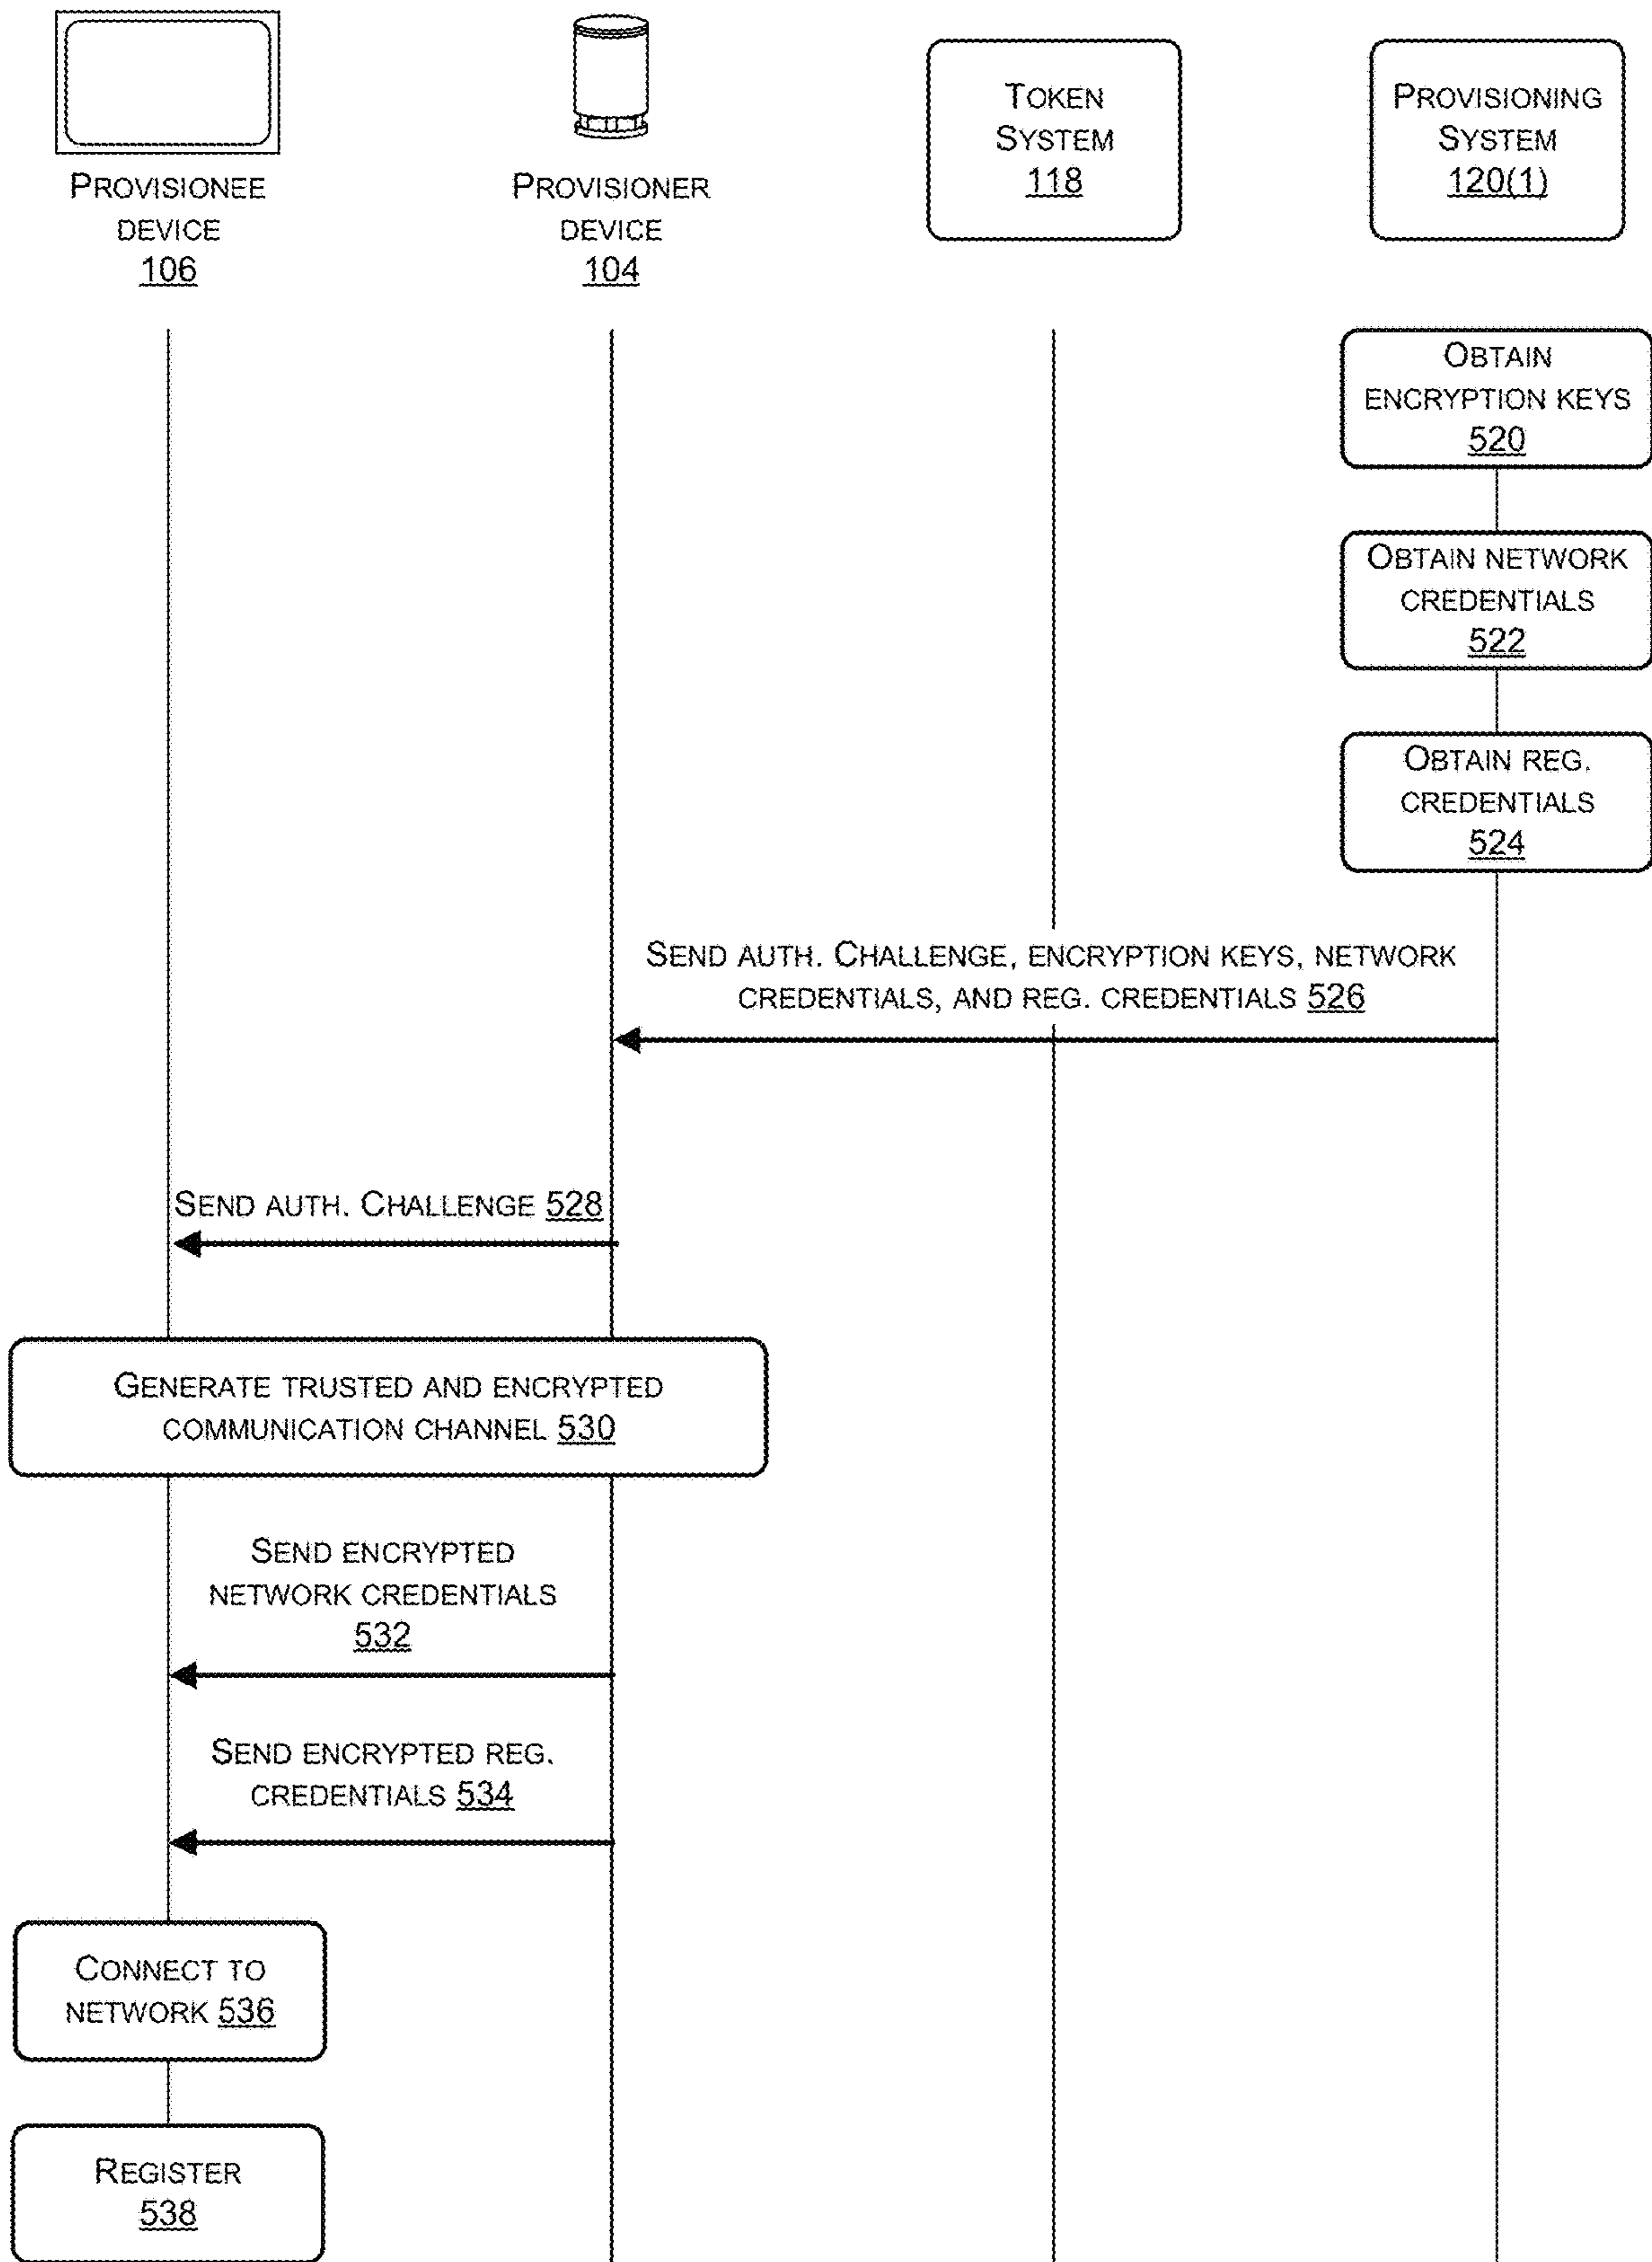 PROVISIONEE
DEVICE
106
PROVISIONER
DEVICE
104
TOKEN
SYSTEM
118
PROVISIONING
SYSTEM
120(1)
OBTAIN
ENCRYPTION KEYS
520
OBTAIN NETWORK
CREDENTIALS
522
OBTAIN REG.
CREDENTIALS
524
SEND AUTH. CHALLENGE, ENCRYPTION KEYS, NETWORK
CREDENTIALS, AND REG. CREDENTIALS 526
SEND AUTH. CHALLENGE 528
GENERATE TRUSTED AND ENCRYPTED
COMMUNICATION CHANNEL 530
SEND ENCRYPTED
NETWORK CREDENTIALS
532
SEND ENCRYPTED REG.
CREDENTIALS 534
CONNECT TO
NETWORK 536
REGISTER
538